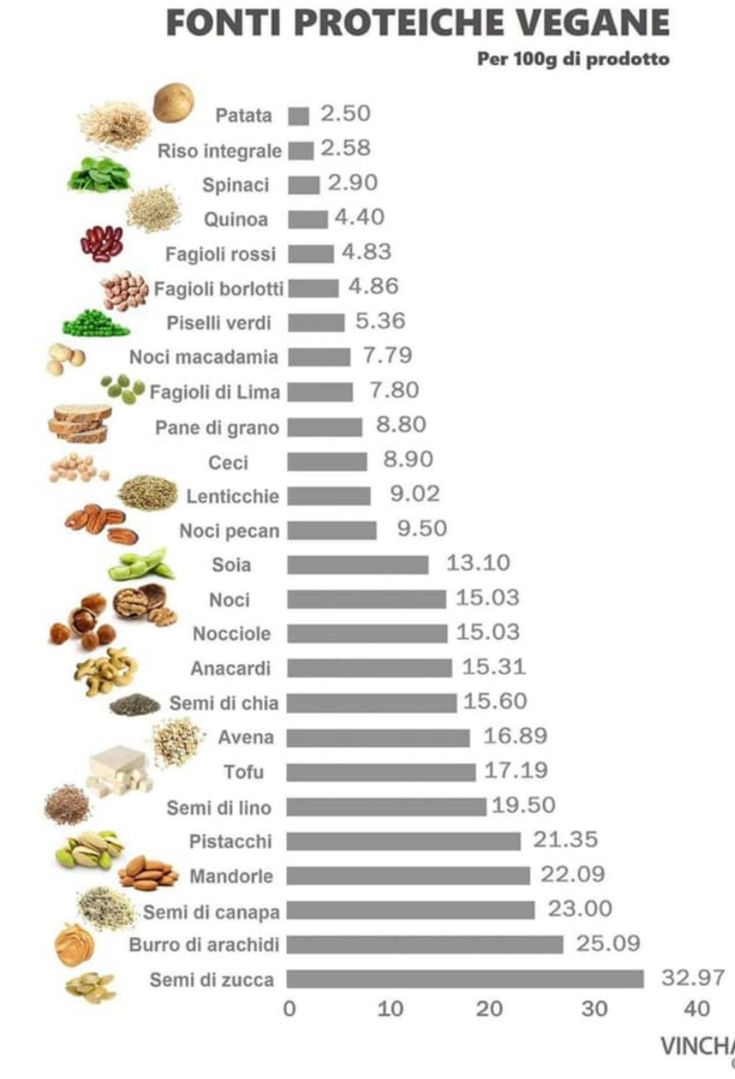 FONTI PROTEICHE VEGANE
Per 100g di prodotto
Patata 2.50
Riso integrale 2.58
Spinaci 2.90
Quinoa 4.40
Fagioli rossi 4.83
Fagioli borlotti 4.86
Piselli verdi 5.36
Noci macadamia 7.79
Fagioli di Lima 7.80
Pane di grano 8.80
Ceci 8.90
Lenticchie 9.02
Noci pecan 9.50
Soia 13.10
Noci 15.03
Nocciole 15.03
Anacardi 15.31
Semi di chia 15.60
Avena 16.89
Tofu 17.19
Semi di lino 19.50
Pistacchi 21.35
Mandorle 22.09
Semi di canapa 23.00
Burro di arachidi 25.09
Semi di zucca 32.97
0 10 20 30 40